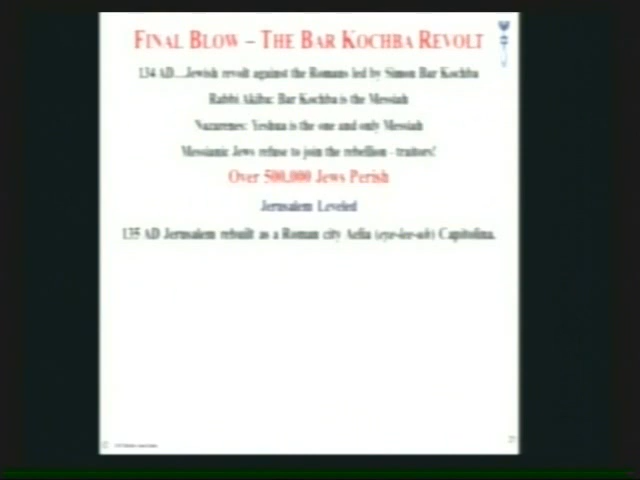 FINAL BLOW – THE BAR KOCHBA REVOLT
134 AD...Jewish revolt against the Romans led by Simon Bar Kochba
Rabbi Akiba: Bar Kochba is the Messiah
Nazarenes: Yeshua is the one and only Messiah
Messianic Jews refuse to join the rebellion - traitors!
Over 500,000 Jews Perish
Jerusalem Leveled
135 AD Jerusalem rebuilt as a Roman city Aelia (eye-lee-ah) Capitolina.